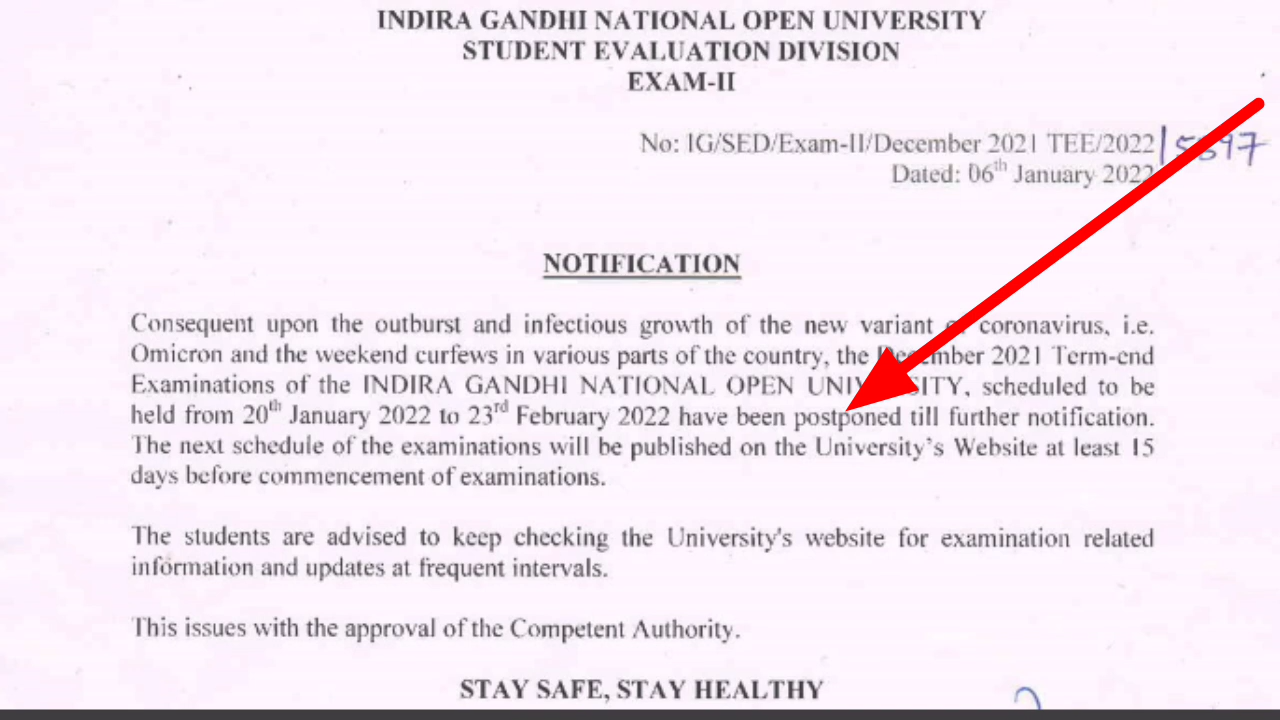 INDIRA GANDHI NATIONAL OPEN UNIVERSITY
STUDENT EVALUATION DIVISION
EXAM-II
No: IG/SED/Exam-II/December 2021 TEE/2022
Dated: 06th January 2022
NOTIFICATION
Consequent upon the outburst and infectious growth of the new variant coronavirus, i.e.
Omicron and the weekend curfews in various parts of the country, the December 2021 Term-end
Examinations of the INDIRA GANDHI NATIONAL OPEN UNIVERSITY, scheduled to be
held from 20th January 2022 to 23rd February 2022 have been postponed till further notification.
The next schedule of the examinations will be published on the University's Website at least 15
days before commencement of examinations.
The students are advised to keep checking the University's website for examination related
information and updates at frequent intervals.
This issues with the approval of the Competent Authority.
STAY SAFE, STAY HEALTHY